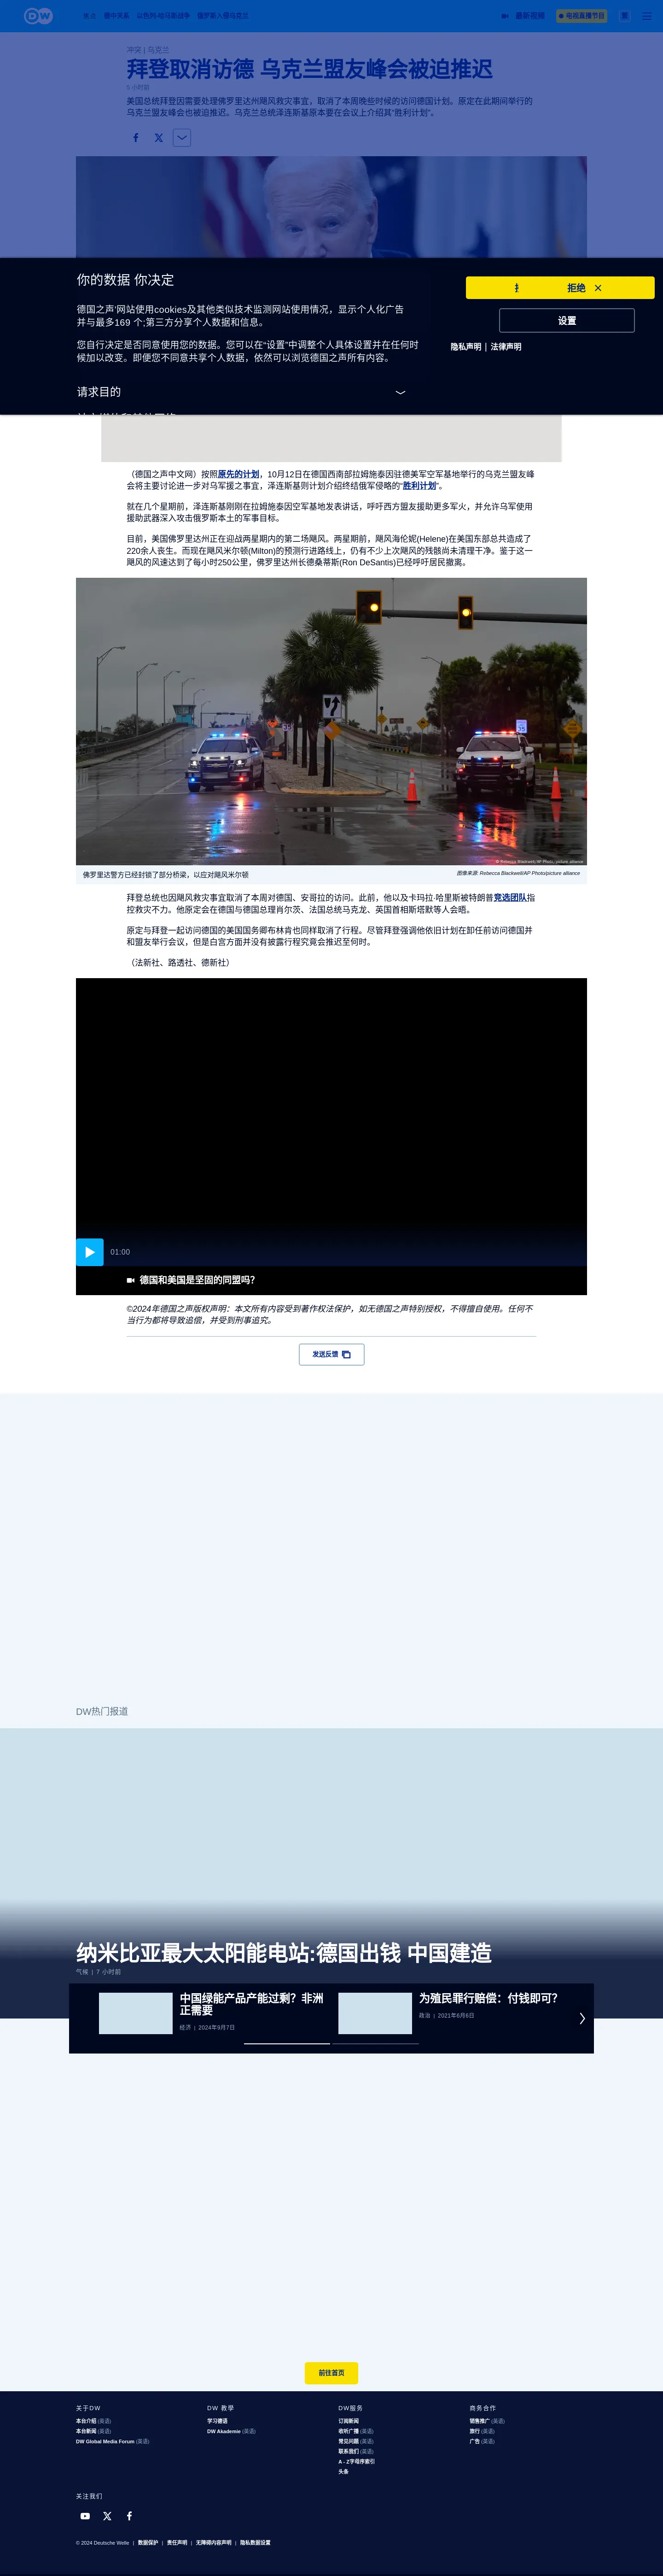 DW
焦点 德中关系 以色列-哈马斯战争 俄罗斯入侵乌克兰
最新视频
电视直播节目
简
冲突 | 乌克兰
拜登取消访德 乌克兰盟友峰会被迫推迟
5 小时前
美国总统拜登因需要处理佛罗里达州飓风救灾事宜，取消了本周晚些时候的访问德国计划。原定在此期间举行的
乌克兰盟友峰会也被迫推迟。乌克兰总统泽连斯基原本要在会议上介绍其“胜利计划”。
你的数据 你决定
拒绝
德国之声'网站使用cookies及其他类似技术监测网站使用情况，显示个人化广告
并与最多169 个;第三方分享个人数据和信息。
设置
您自行决定是否同意使用您的数据。您可以在“设置”中调整个人具体设置并在任何时
候加以改变。即便您不同意共享个人数据，依然可以浏览德国之声所有内容。
隐私声明 | 法律声明
请求目的
（德国之声中文网）按照原先的计划，10月12日在德国西南部拉姆施泰因驻德美军空军基地举行的乌克兰盟友峰
会将主要讨论进一步对乌军援之事宜，泽连斯基则计划介绍终结俄军侵略的“胜利计划”。
就在几个星期前，泽连斯基刚刚在拉姆施泰因空军基地发表讲话，呼吁西方盟友援助更多军火，并允许乌军使用
援助武器深入攻击俄罗斯本土的军事目标。
目前，美国佛罗里达州正在迎战两星期内的第二场飓风。两星期前，飓风海伦妮(Helene)在美国东部总共造成了
220余人丧生。而现在飓风米尔顿(Milton)的预测行进路线上，仍有不少上次飓风的残骸尚未清理干净。鉴于这一
飓风的风速达到了每小时250公里，佛罗里达州长德桑蒂斯(Ron DeSantis)已经呼吁居民撤离。
佛罗里达警方已经封锁了部分桥梁，以应对飓风米尔顿
图像来源: Rebecca Blackwell/AP Photo/picture alliance
拜登总统也因飓风救灾事宜取消了本周对德国、安哥拉的访问。此前，他以及卡玛拉·哈里斯被特朗普竞选团队指
控救灾不力。他原定会在德国与德国总理肖尔茨、法国总统马克龙、英国首相斯塔默等人会晤。
原定与拜登一起访问德国的美国国务卿布林肯也同样取消了行程。尽管拜登强调他依旧计划在卸任前访问德国并
和盟友举行会议，但是白宫方面并没有披露行程究竟会推迟至何时。
（法新社、路透社、德新社）
01:00
德国和美国是坚固的同盟吗？
©2024年德国之声版权声明：本文所有内容受到著作权法保护，如无德国之声特别授权，不得擅自使用。任何不
当行为都将导致追偿，并受到刑事追究。
发送反馈
DW热门报道
纳米比亚最大太阳能电站:德国出钱 中国建造
气候 | 7 小时前
中国绿能产品产能过剩？非洲
正需要
经济 | 2024年9月7日
为殖民罪行赔偿：付钱即可？
政治 | 2021年6月6日
前往首页
关于DW
本台介绍 (英语)
本台新闻 (英语)
DW Global Media Forum (英语)
DW 教學
学习德语
DW Akademie (英语)
DW服务
订阅新闻
收听广播 (英语)
常见问题 (英语)
联系我们 (英语)
A - Z字母序索引
头条
商务合作
销售推广 (英语)
旅行 (英语)
广告 (英语)
关注我们
© 2024 Deutsche Welle | 数据保护 | 责任声明 | 无障碍内容声明 | 隐私数据设置